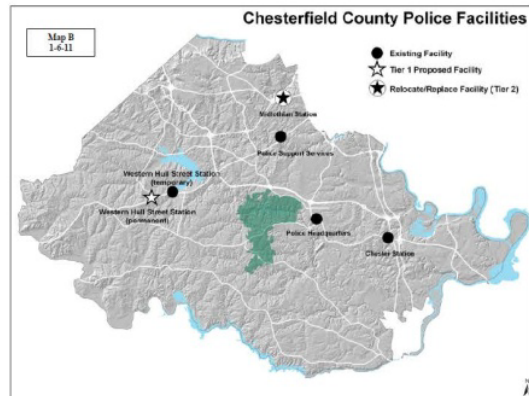 Chesterfield County Police Facilities
Map B
1-6-11
Existing Facility
Tier 1 Proposed Facility
Relocate/Replace Facility (Tier 2)
Midlothian Station
Police Support Services
Western Hull Street Station
(temporary)
Western Hull Street Station
(permanent)
Police Headquarters
Chester Station